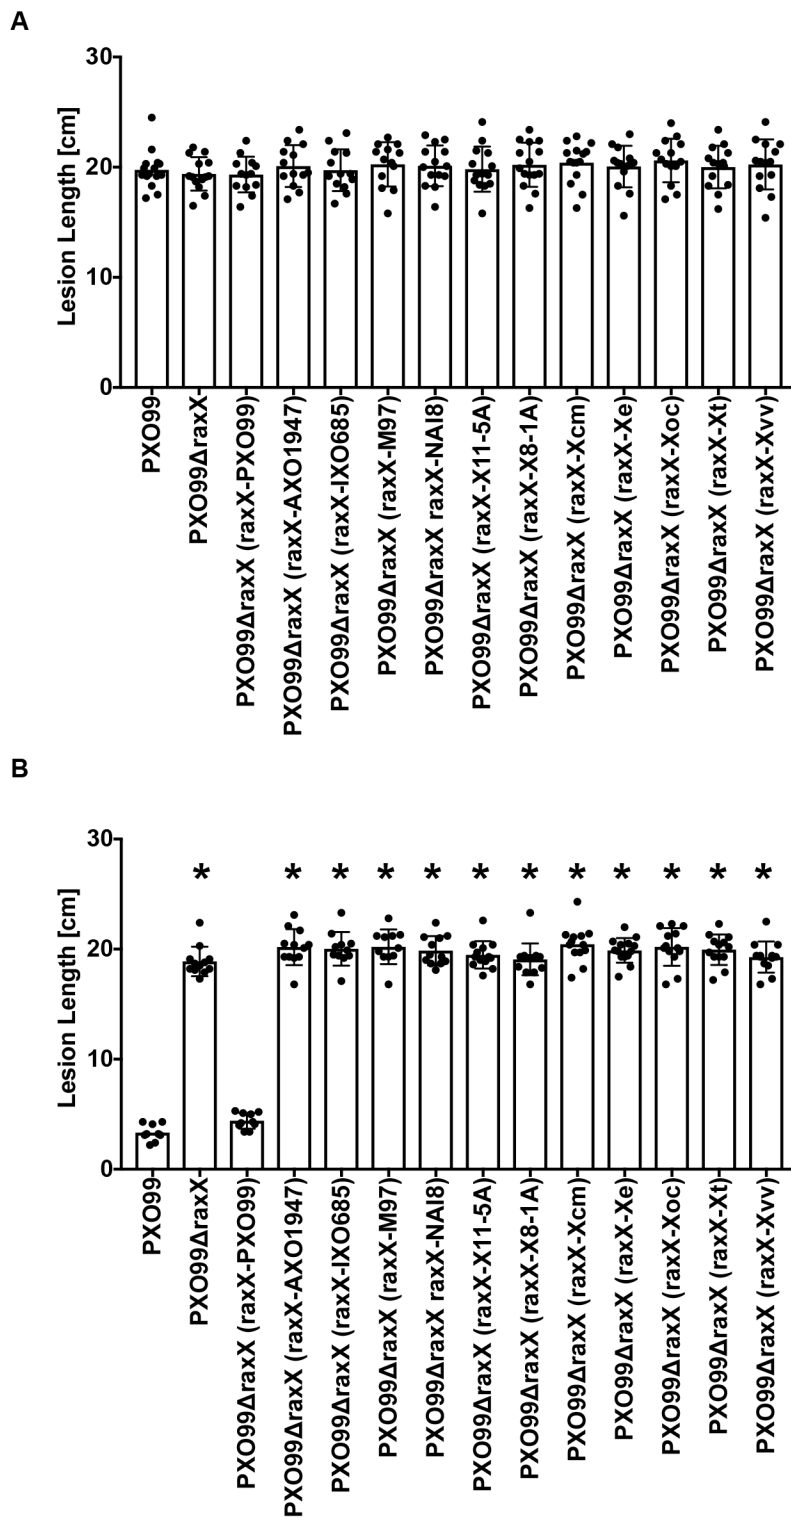 A
Lesion Length [cm]
30
20
10
0
PXO99
PXO99ΔraxX-
PXO99ΔraxX (raxX-PXO99)
PXO99ΔraxX (raxX-AXO1947)
PXO99ΔraxX (raxX-IXO685)
PXO99ΔraxX (raxX-M97)
PXO99ΔraxX raxX-NAI8)
PXO99ΔraxX (raxX-X11-5A)
PXO99ΔraxX (raxX-X8-1A)
PXO99ΔraxX (raxX-Xcm)
PXO99ΔraxX (raxX-Xe)
PXO99ΔraxX (raxX-Xoc)
PXO99ΔraxX (raxX-Xt)
PXO99ΔraxX (raxX-Xvv)
B
Lesion Length [cm]
30
20
10
0
* * * * * * * * * * * *
PXO99
PXO99ΔraxX
PXO99ΔraxX (raxX-PXO99)
PXO99ΔraxX (raxX-AXO1947)
PXO99ΔraxX (raxX-IXO685)
PXO99ΔraxX (raxX-M97)
PXO99ΔraxX raxX-NAI8)
PXO99ΔraxX (raxX-X11-5A)
PXO99ΔraxX (raxX-X8-1A)
PXO99ΔraxX (raxX-Xcm)
PXO99ΔraxX (raxX-Xe)
PXO99ΔraxX (raxX-Xoc)
PXO99ΔraxX (raxX-Xt)
PXO99ΔraxX (raxX-Xvv)